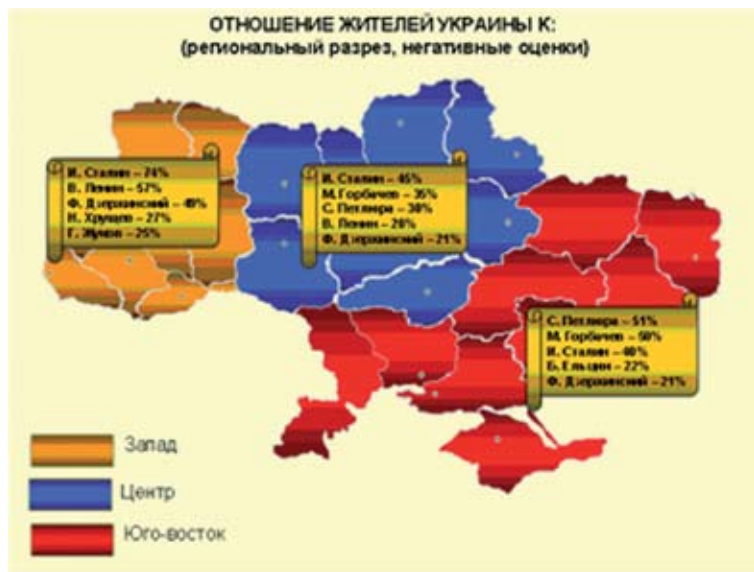 ОТНОШЕНИЕ ЖИТЕЛЕЙ УКРАИНЫ К:
(региональный разрез, негативные оценки)
И. Сталин – 74%
В. Ленин – 57%
Ф. Дзержинский – 49%
Н. Хрущев – 27%
Г. Жуков – 25%
И. Сталин – 45%
М. Горбачев – 35%
С. Петлюра – 30%
В. Ленин – 28%
Ф. Дзержинский – 21%
С. Петлюра – 51%
М. Горбачев – 50%
И. Сталин – 40%
Б. Ельцин – 22%
Ф. Дзержинский – 21%
Запад
Центр
Юго-восток